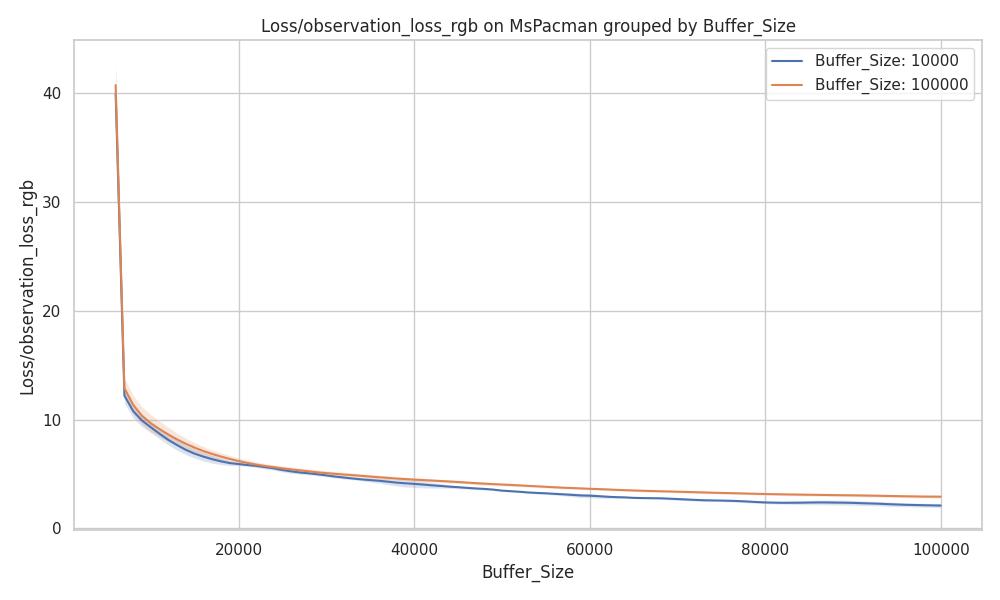 Loss/observation_loss_rgb on MsPacman grouped by Buffer_Size
Buffer_Size: 10000
Buffer_Size: 100000
Loss/observation_loss_rgb
40
30
20
10
0
20000
40000
60000
80000
100000
Buffer_Size